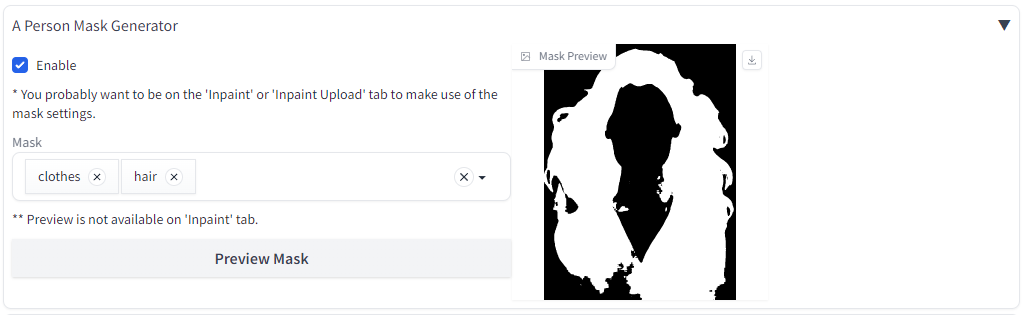 A Person Mask Generator
Enable
* You probably want to be on the 'Inpaint' or 'Inpaint Upload' tab to make use of the
mask settings.
Mask
clothes
hair
** Preview is not available on 'Inpaint' tab.
Preview Mask
Mask Preview